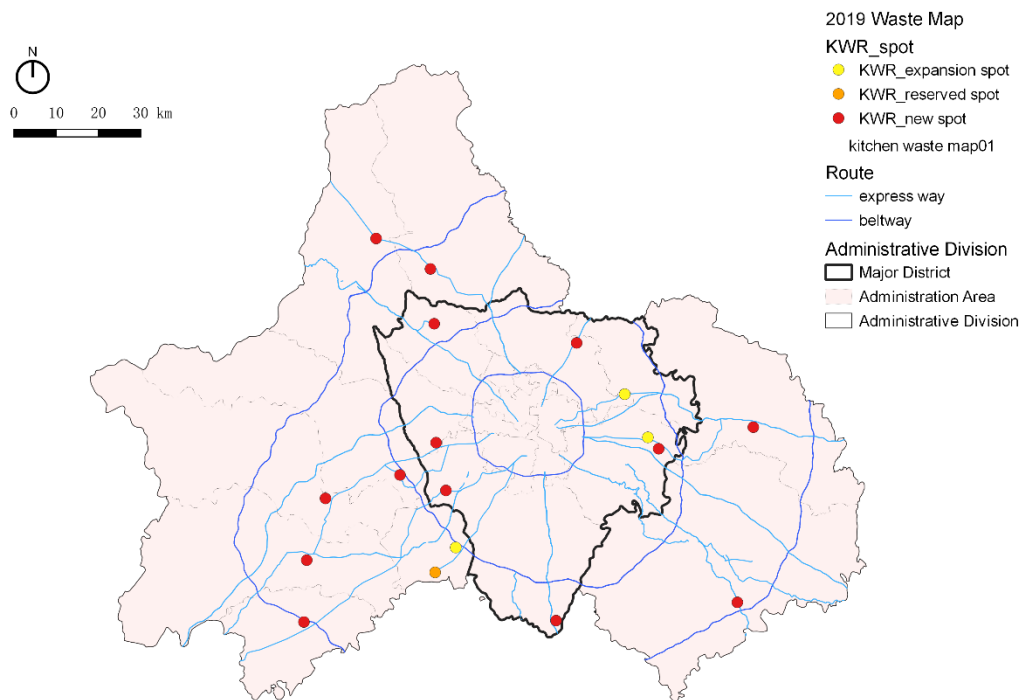 N
0 10 20 30 km
2019 Waste Map
KWR_spot
KWR_expansion spot
KWR_reserved spot
KWR_new spot
kitchen waste map01
Route
express way
beltway
Administrative Division
Major District
Administration Area
Administrative Division